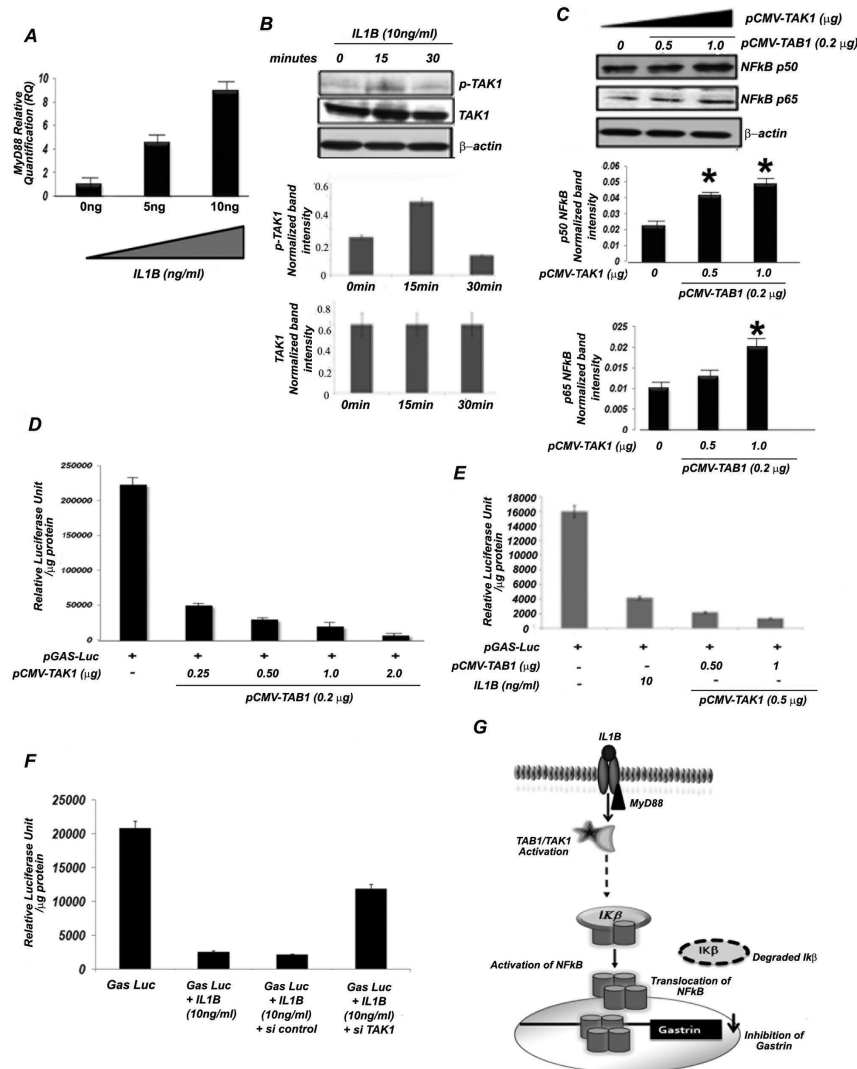 A
MyD88 Relative
Quantification (RQ)
10
8
6
4
2
0
0ng 5ng 10ng
IL1B (ng/ml)
B
IL1B (10ng/ml)
minutes 0 15 30
p-TAK1
TAK1
β-actin
p-TAK1
Normalized band
intensity
0.6
0.4
0.2
0
0min 15min 30min
TAK1
Normalized band
intensity
0.8
0.6
0.4
0.2
0
0min 15min 30min
C
pCMV-TAK1 (μg)
0 0.5 1.0 pCMV-TAB1 (0.2 μg)
NFkB p50
NFkB p65
β-actin
p50 NFkB
Normalized band
intensity
0.06
0.05
0.04
0.03
0.02
0.01
0
* *
pCMV-TAK1 (μg) 0 0.5 1.0
pCMV-TAB1 (0.2 μg)
p65 NFkB
Normalized band
intensity
0.025
0.02
0.015
0.01
0.005
0
*
pCMV-TAK1 (μg) 0 0.5 1.0
pCMV-TAB1 (0.2 μg)
D
Relative Luciferase Unit
/μg protein
250000
200000
150000
100000
50000
0
pGAS-Luc + + + + +
pCMV-TAK1 (μg) - 0.25 0.50 1.0 2.0
pCMV-TAB1 (0.2 μg)
E
Relative Luciferase Unit
/μg protein
18000
16000
14000
12000
10000
8000
6000
4000
2000
0
pGAS-Luc + + + +
pCMV-TAB1 (μg) - - 0.50 1
IL1B (ng/ml) - 10 - -
pCMV-TAK1 (0.5 μg)
F
Relative Luciferase Unit
/μg protein
25000
20000
15000
10000
5000
0
Gas Luc
Gas Luc
+ IL1B
(10ng/ml)
Gas Luc
+ IL1B
(10ng/ml)
+ si control
Gas Luc
+ IL1B
(10ng/ml)
+ si TAK1
G
IL1B
MyD88
TAB1/TAK1
Activation
IKβ
IKβ
Degraded Ikβ
Activation of NFkB
Translocation of
NFkB
Gastrin
Inhibition of
Gastrin